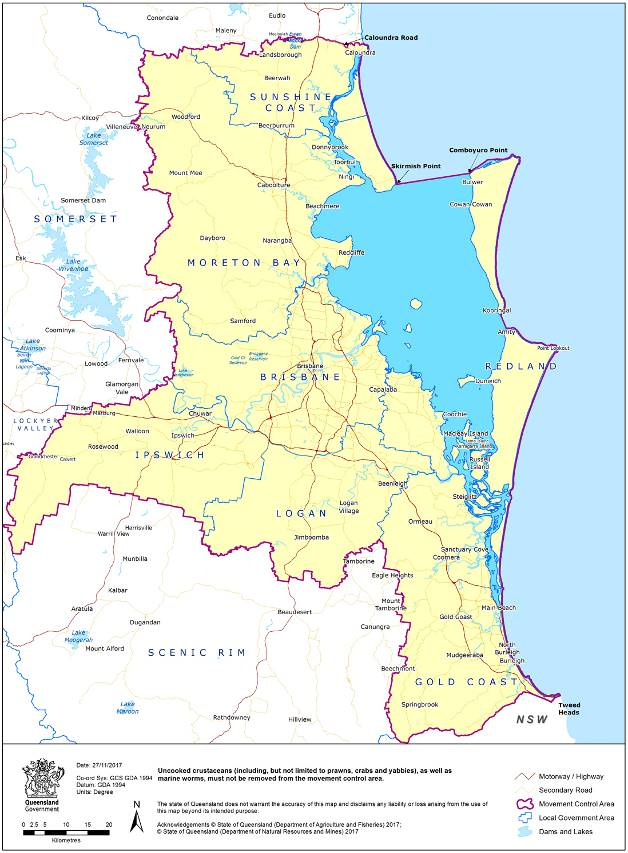 Conondale
Eudlo
Maleny
Caloundra Road
Landsborough
Caloundra
Beerwah
SUNSHINE
COAST
Kilcoy
Woodford
Villeneuve
Neurum
Beerburrum
Lake
Somerset
Donnybrook
Toorbul
Comboyuro Point
Skirmish Point
Mount Mee
Ningi
Bulwer
Caboolture
Somerset Dam
Beachmere
Cowan Cowan
SOMERSET
Dayboro
Narangba
Redcliffe
Esk
Lake
Wivenhoe
MORETON BAY
Kooringal
Samford
Coominya
Amity
Lake
Atkinson
Point Lookout
Lowood
Fernvale
Brisbane
REDLAND
BRISBANE
Dunwich
Glamorgan
Vale
Capalaba
Minden
Marburg
Chuwar
Coochie
LOCKYER
VALLEY
Walloon
Ipswich
Macleay Island
Rosewood
IPSWICH
Russell
Island
Grandchester
Calvert
Beenleigh
Steiglitz
LOGAN
Logan
Village
Ormeau
Harrisville
Warrill View
Jimboomba
Sanctuary Cove
Coomera
Munbilla
Tamborine
Eagle Heights
Kalbar
Aratula
Mount
Tamborine
Main Beach
Beaudesert
Gold Coast
Dugandan
Canungra
Lake
Moogerah
Mount Alford
North
Burleigh
Burleigh
SCENIC RIM
Mudgeeraba
Beechmont
GOLD COAST
Lake
Maroon
Springbrook
Tweed
Heads
Rathdowney
Hillview
NSW
Queensland
Government
Date: 27/11/2017
Co-ord Sys: GCS GDA 1994
Datum: GDA 1994
Units: Degree
0 2.5 5 10 15 20
Kilometres
N
Uncooked crustaceans (including, but not limited to prawns, crabs and yabbies), as well as
marine worms, must not be removed from the movement control area.
The state of Queensland does not warrant the accuracy of this map and disclaims any liability or loss arising from the use of
this map beyond its intended purpose.
Acknowledgements © State of Queensland (Department of Agriculture and Fisheries) 2017;
© State of Queensland (Department of Natural Resources and Mines) 2017
Motorway / Highway
Secondary Road
Movement Control Area
Local Government Area
Dams and Lakes